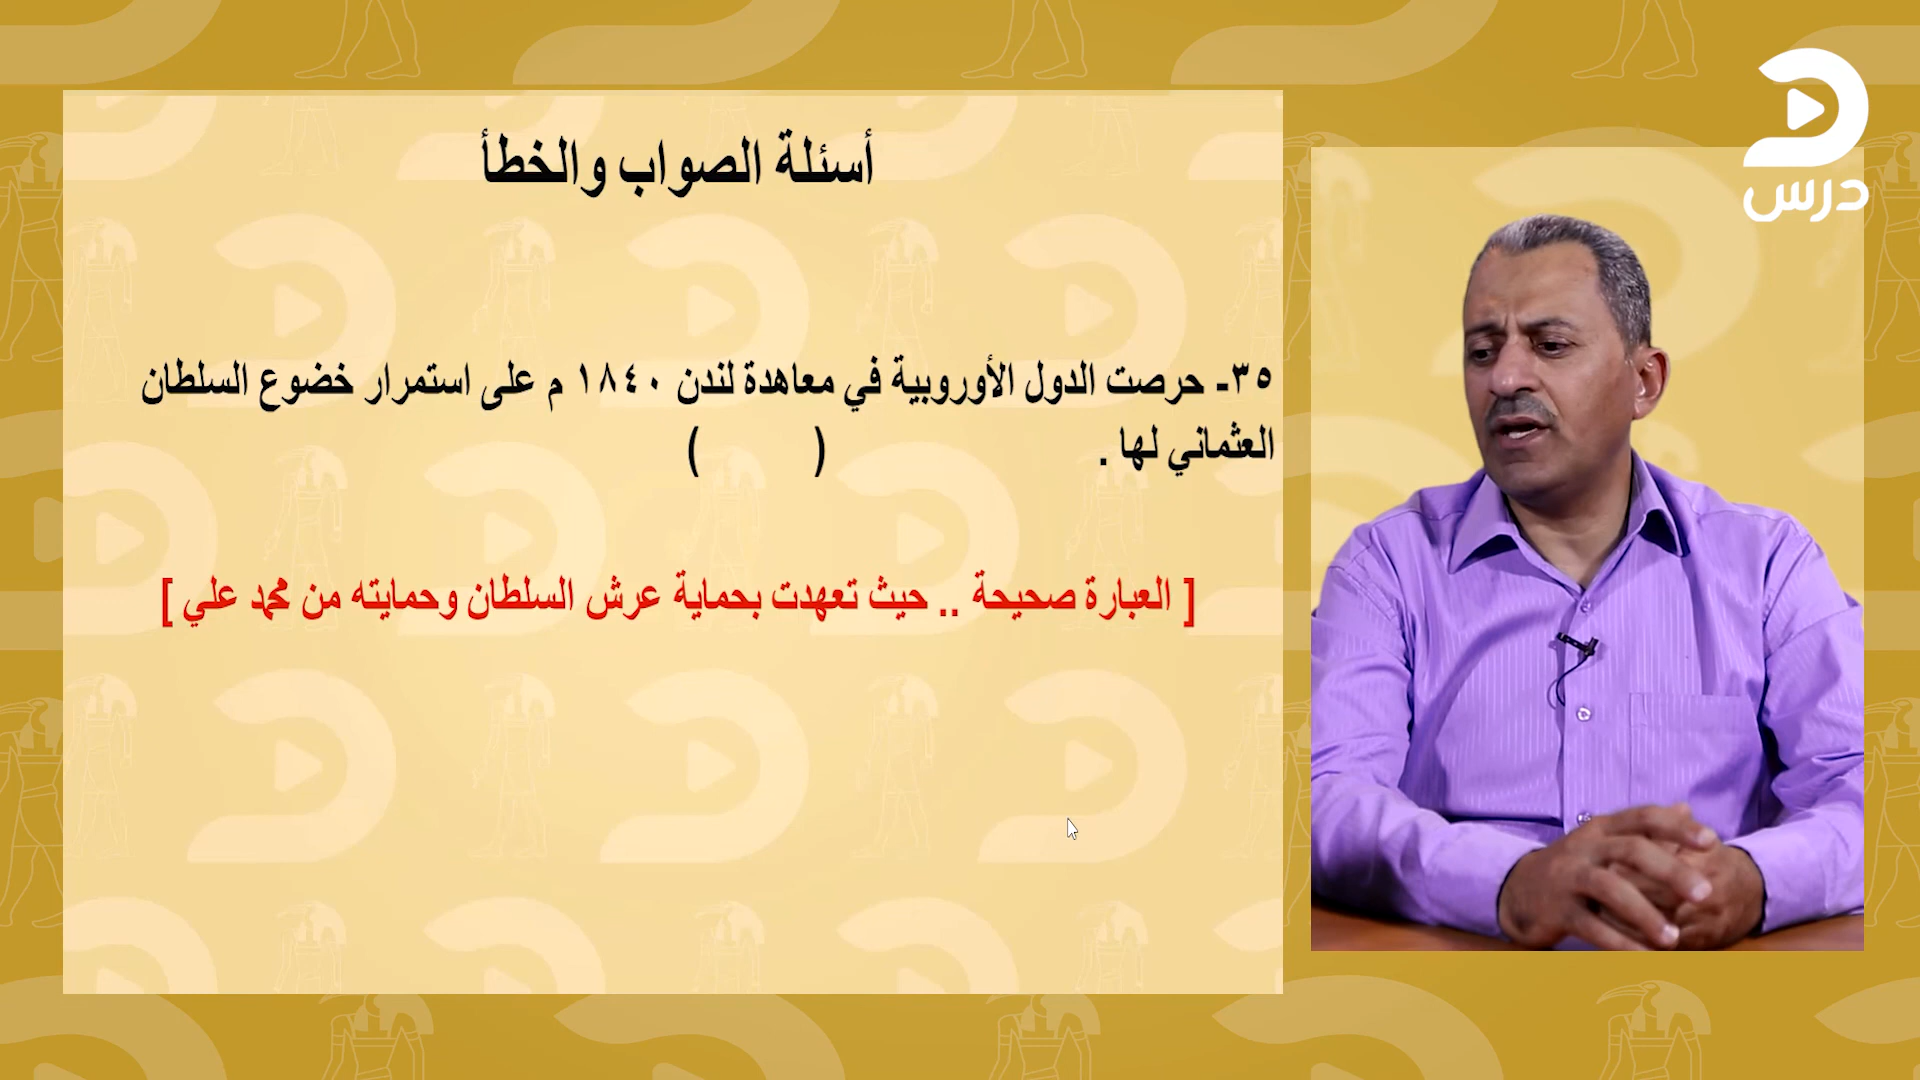 درس
أسئلة الصواب والخطأ
٣٥- حرصت الدول الأوروبية في معاهدة لندن ١٨٤٠ م على استمرار خضوع السلطان
العثماني لها . ( )
[ العبارة صحيحة .. حيث تعهدت بحماية عرش السلطان وحمايته من محمد علي ]